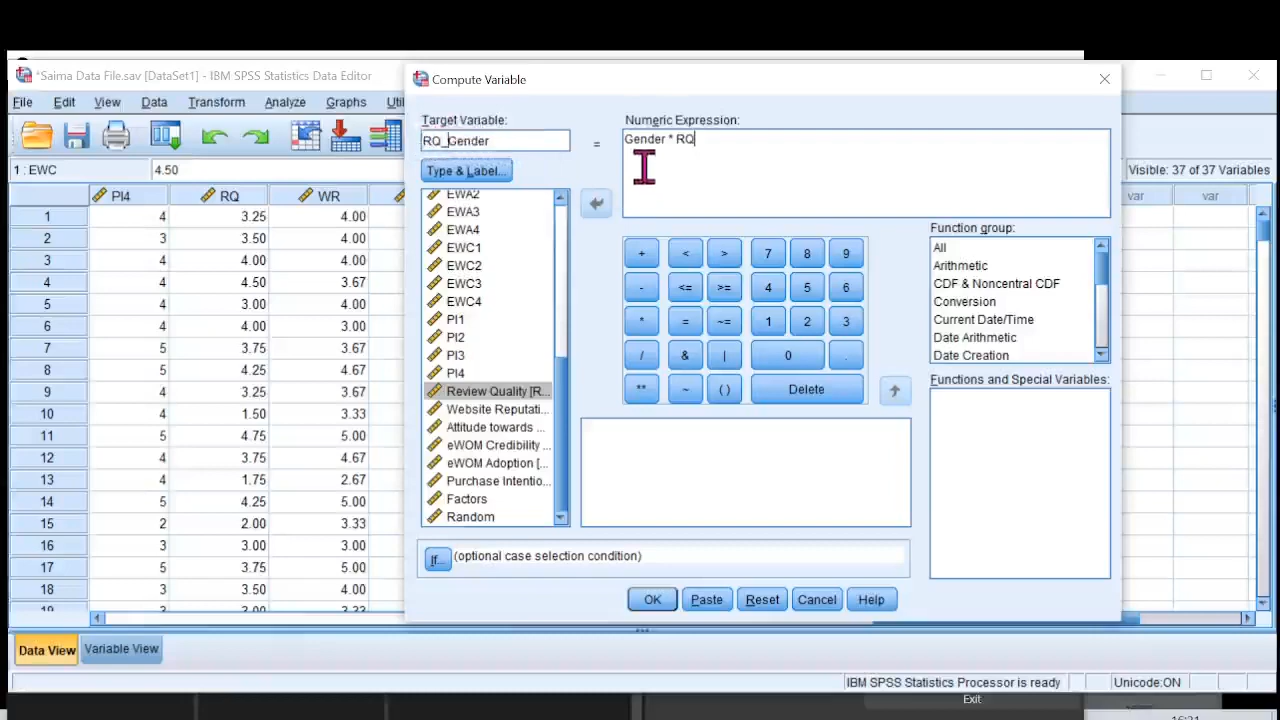 *Saima Data File.sav [DataSet1] - IBM SPSS Statistics Data Editor
File Edit View Data Transform Analyze Graphs Util
1 : EWC 4.50
Visible: 37 of 37 Variables
PI4 RQ WR var var
1 4 3.25 4.00
2 3 3.50 4.00
3 4 4.00 4.00
4 4 4.50 3.67
5 4 3.00 4.00
6 4 4.00 3.00
7 5 3.75 3.67
8 5 4.25 4.67
9 4 3.25 3.67
10 4 1.50 3.33
11 5 4.75 5.00
12 4 3.75 4.67
13 4 1.75 2.67
14 5 4.25 5.00
15 2 2.00 3.33
16 3 3.00 3.00
17 5 3.75 5.00
18 3 3.50 4.00
19 3 3.00 3.33
Data View Variable View
IBM SPSS Statistics Processor is ready Unicode:ON
Compute Variable
Target Variable:
RQ_Gender
=
Numeric Expression:
Gender * RQ
Type & Label...
EWA2
EWA3
EWA4
EWC1
EWC2
EWC3
EWC4
PI1
PI2
PI3
PI4
Review Quality [R...
Website Reputati...
Attitude towards ...
eWOM Credibility ...
eWOM Adoption [...
Purchase Intentio...
Factors
Random
+ < > 7 8 9
- <= >= 4 5 6
* = ~= 1 2 3
/ & | 0 .
** ~ ( ) Delete
Function group:
All
Arithmetic
CDF & Noncentral CDF
Conversion
Current Date/Time
Date Arithmetic
Date Creation
Functions and Special Variables:
If... (optional case selection condition)
OK Paste Reset Cancel Help
Exit